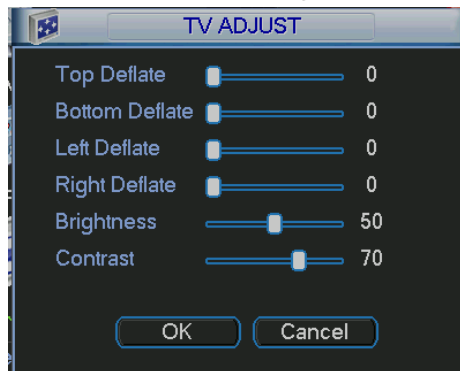 TV ADJUST
Top Deflate 0
Bottom Deflate 0
Left Deflate 0
Right Deflate 0
Brightness 50
Contrast 70
OK Cancel